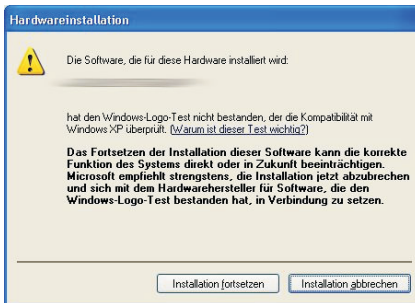 Hardwareinstallation
Die Software, die für diese Hardware installiert wird:
hat den Windows-Logo-Test nicht bestanden, der die Kompatibilität mit
Windows XP überprüft. (Warum ist dieser Test wichtig?)
Das Fortsetzen der Installation dieser Software kann die korrekte
Funktion des Systems direkt oder in Zukunft beeinträchtigen.
Microsoft empfiehlt strengstens, die Installation jetzt abzubrechen
und sich mit dem Hardwarehersteller für Software, die den
Windows-Logo-Test bestanden hat, in Verbindung zu setzen.
Installation fortsetzen
Installation abbrechen